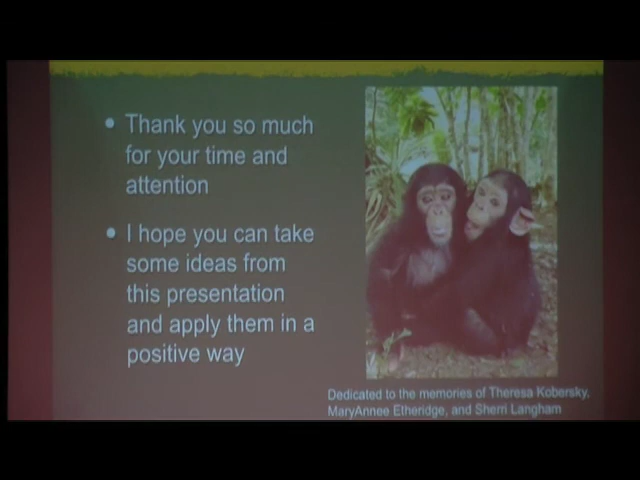 Thank you so much
for your time and
attention
I hope you can take
some ideas from
this presentation
and apply them in a
positive way
Dedicated to the memories of Theresa Kobersky,
MaryAnnee Etheridge, and Sherri Langham